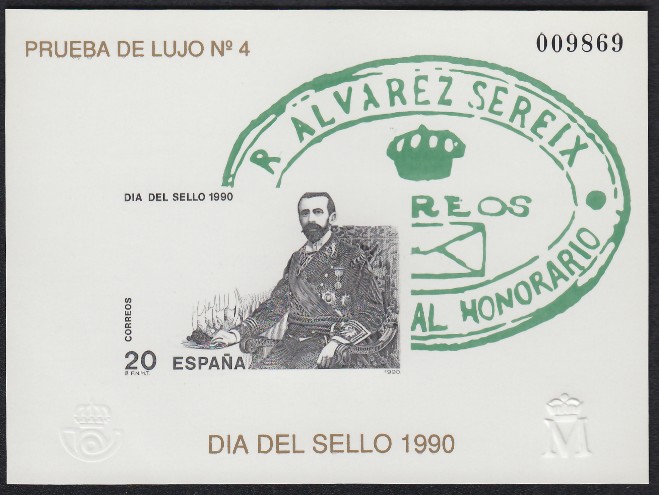 PRUEBA DE LUJO Nº 4
009869
R ALVAREZ SEREIX
REOS
AL HONORARIO
DIA DEL SELLO 1990
CORREOS
20 ESPAÑA
F.N.M.T. 1990
DIA DEL SELLO 1990
M